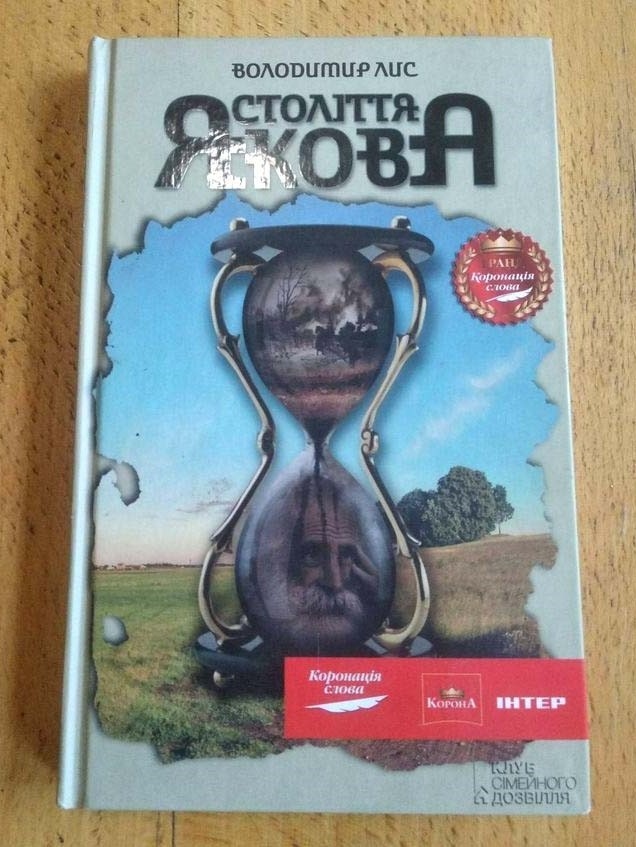 ВОЛОДИМИР ЛИС
СТОЛІТТЯ
ЯКОВА
Коронація
слова
Коронація
слова
КОРОНА
ІНТЕР
КЛУБ
СІМЕЙНОГО
ДОЗВІЛЛЯ